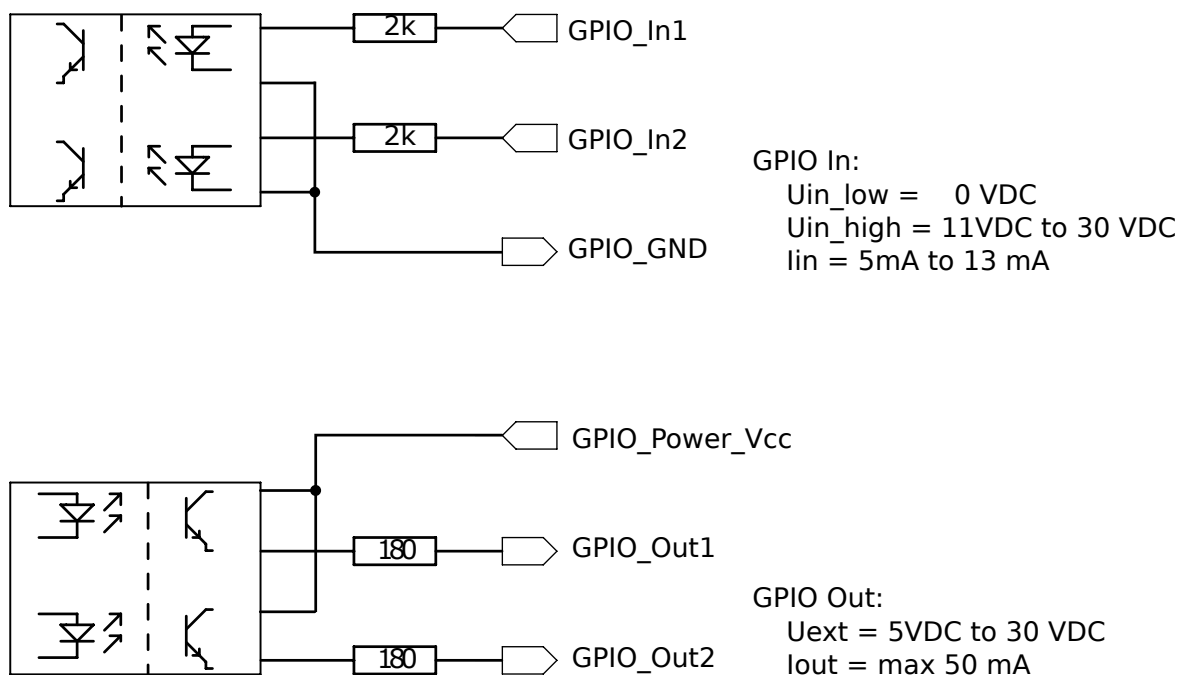 2k GPIO_In1
2k GPIO_In2
GPIO_GND
GPIO In:
Uin_low = 0 VDC
Uin_high = 11VDC to 30 VDC
Iin = 5mA to 13 mA
GPIO_Power_Vcc
180 GPIO_Out1
180 GPIO_Out2
GPIO Out:
Uext = 5VDC to 30 VDC
Iout = max 50 mA